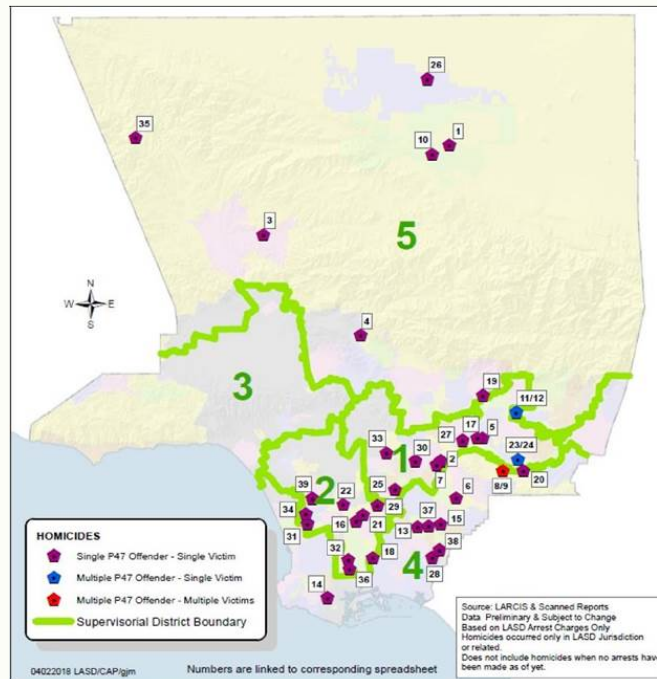 26
35
10
1
3
5
N
W E
S
4
3
19
11/12
17
5
27
33
30
23/24
1
2
7
8/9
20
2
39
22
25
6
34
29
16
21
13
37
15
31
32
18
38
4
36
28
14
HOMICIDES
Single P47 Offender - Single Victim
Multiple P47 Offender - Single Victim
Multiple P47 Offender - Multiple Victims
Supervisorial District Boundary
Source: LARCIS & Scanned Reports
Data Preliminary & Subject to Change
Based on LASD Arrest Charges Only
Homicides occurred only in LASD Jurisdiction
or related.
Does not include homicides when no arrests have
been made as of yet.
04022018 LASD/CAP/gjm
Numbers are linked to corresponding spreadsheet